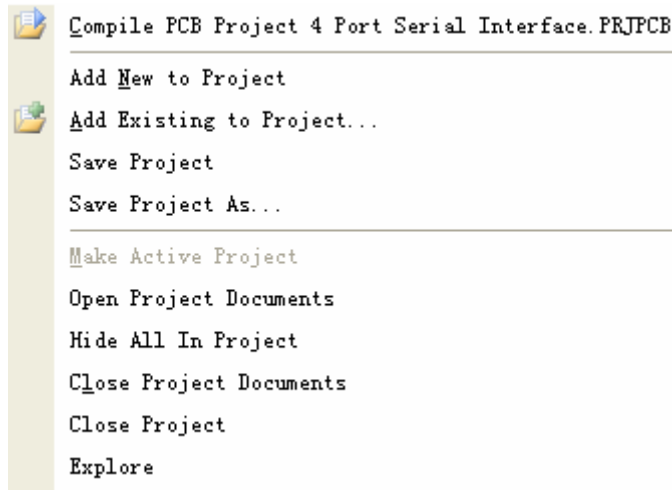 Compile PCB Project 4 Port Serial Interface.PRJPCB
Add New to Project
Add Existing to Project...
Save Project
Save Project As...
Make Active Project
Open Project Documents
Hide All In Project
Close Project Documents
Close Project
Explore